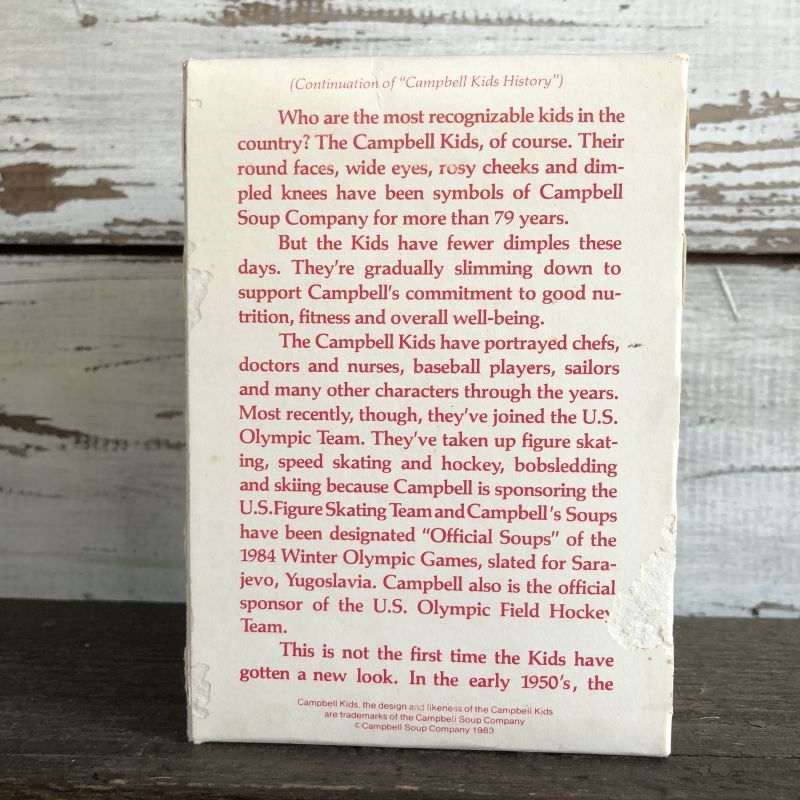 (Continuation of "Campbell Kids History")
Who are the most recognizable kids in the
country? The Campbell Kids, of course. Their
round faces, wide eyes, rosy cheeks and dim-
pled knees have been symbols of Campbell
Soup Company for more than 79 years.
But the Kids have fewer dimples these
days. They're gradually slimming down to
support Campbell's commitment to good nu-
trition, fitness and overall well-being.
The Campbell Kids have portrayed chefs,
doctors and nurses, baseball players, sailors
and many other characters through the years.
Most recently, though, they've joined the U.S.
Olympic Team. They've taken up figure skat-
ing, speed skating and hockey, bobsledding
and skiing because Campbell is sponsoring the
U.S. Figure Skating Team and Campbell's Soups
have been designated "Official Soups" of the
1984 Winter Olympic Games, slated for Sara-
jevo, Yugoslavia. Campbell also is the official
sponsor of the U.S. Olympic Field Hockey
Team.
This is not the first time the Kids have
gotten a new look. In the early 1950's, the
Campbell Kids, the design and likeness of the Campbell Kids
are trademarks of the Campbell Soup Company
©Campbell Soup Company 1983